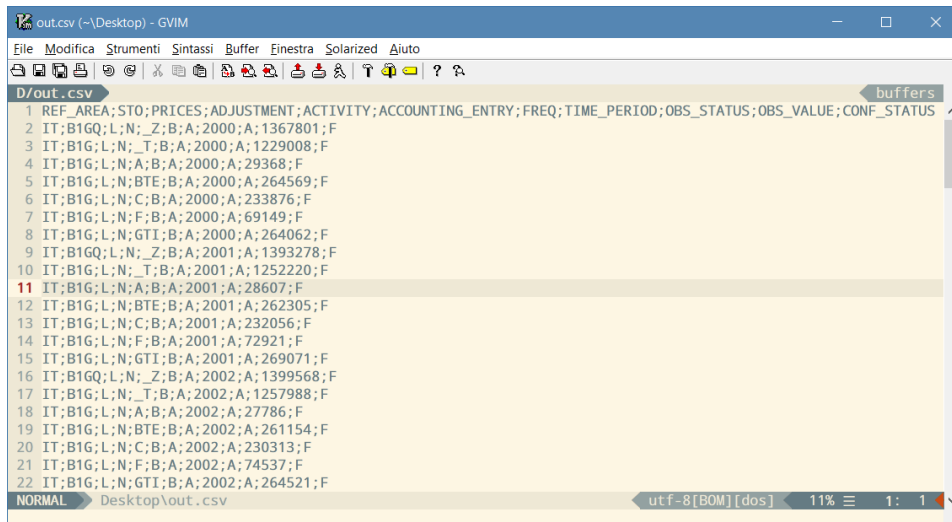 out.csv (~\Desktop) - GVIM
File Modifica Strumenti Sintassi Buffer Finestra Solarized Aiuto
D/out.csv buffers
1 REF_AREA;STO;PRICES;ADJUSTMENT;ACTIVITY;ACCOUNTING_ENTRY;FREQ;TIME_PERIOD;OBS_STATUS;OBS_VALUE;CONF_STATUS
2 IT;B1GQ;L;N;_Z;B;A;2000;A;1367801;F
3 IT;B1G;L;N;_T;B;A;2000;A;1229008;F
4 IT;B1G;L;N;A;B;A;2000;A;29368;F
5 IT;B1G;L;N;BTE;B;A;2000;A;264569;F
6 IT;B1G;L;N;C;B;A;2000;A;233876;F
7 IT;B1G;L;N;F;B;A;2000;A;69149;F
8 IT;B1G;L;N;GTI;B;A;2000;A;264062;F
9 IT;B1GQ;L;N;_Z;B;A;2001;A;1393278;F
10 IT;B1G;L;N;_T;B;A;2001;A;1252220;F
11 IT;B1G;L;N;A;B;A;2001;A;28607;F
12 IT;B1G;L;N;BTE;B;A;2001;A;262305;F
13 IT;B1G;L;N;C;B;A;2001;A;232056;F
14 IT;B1G;L;N;F;B;A;2001;A;72921;F
15 IT;B1G;L;N;GTI;B;A;2001;A;269071;F
16 IT;B1GQ;L;N;_Z;B;A;2002;A;1399568;F
17 IT;B1G;L;N;_T;B;A;2002;A;1257988;F
18 IT;B1G;L;N;A;B;A;2002;A;27786;F
19 IT;B1G;L;N;BTE;B;A;2002;A;261154;F
20 IT;B1G;L;N;C;B;A;2002;A;230313;F
21 IT;B1G;L;N;F;B;A;2002;A;74537;F
22 IT;B1G;L;N;GTI;B;A;2002;A;264521;F
NORMAL Desktop\out.csv utf-8[BOM][dos] 11% ☰ 1: 1